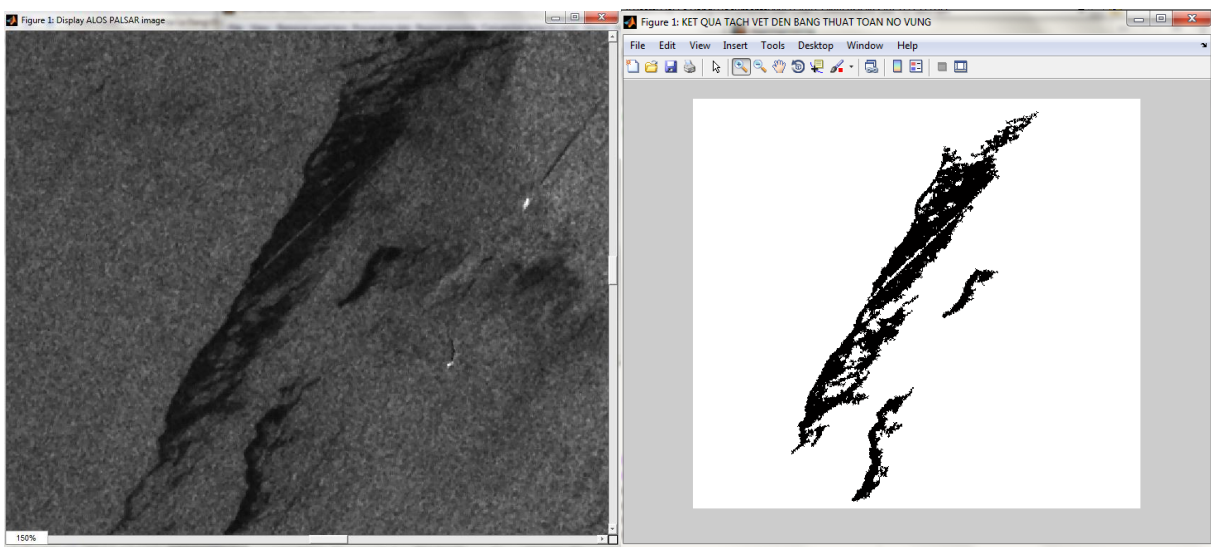 Figure 1: Display ALOS PALSAR image
150%
Figure 1: KET QUA TACH VET DEN BANG THUAT TOAN NO VUNG
File Edit View Insert Tools Desktop Window Help